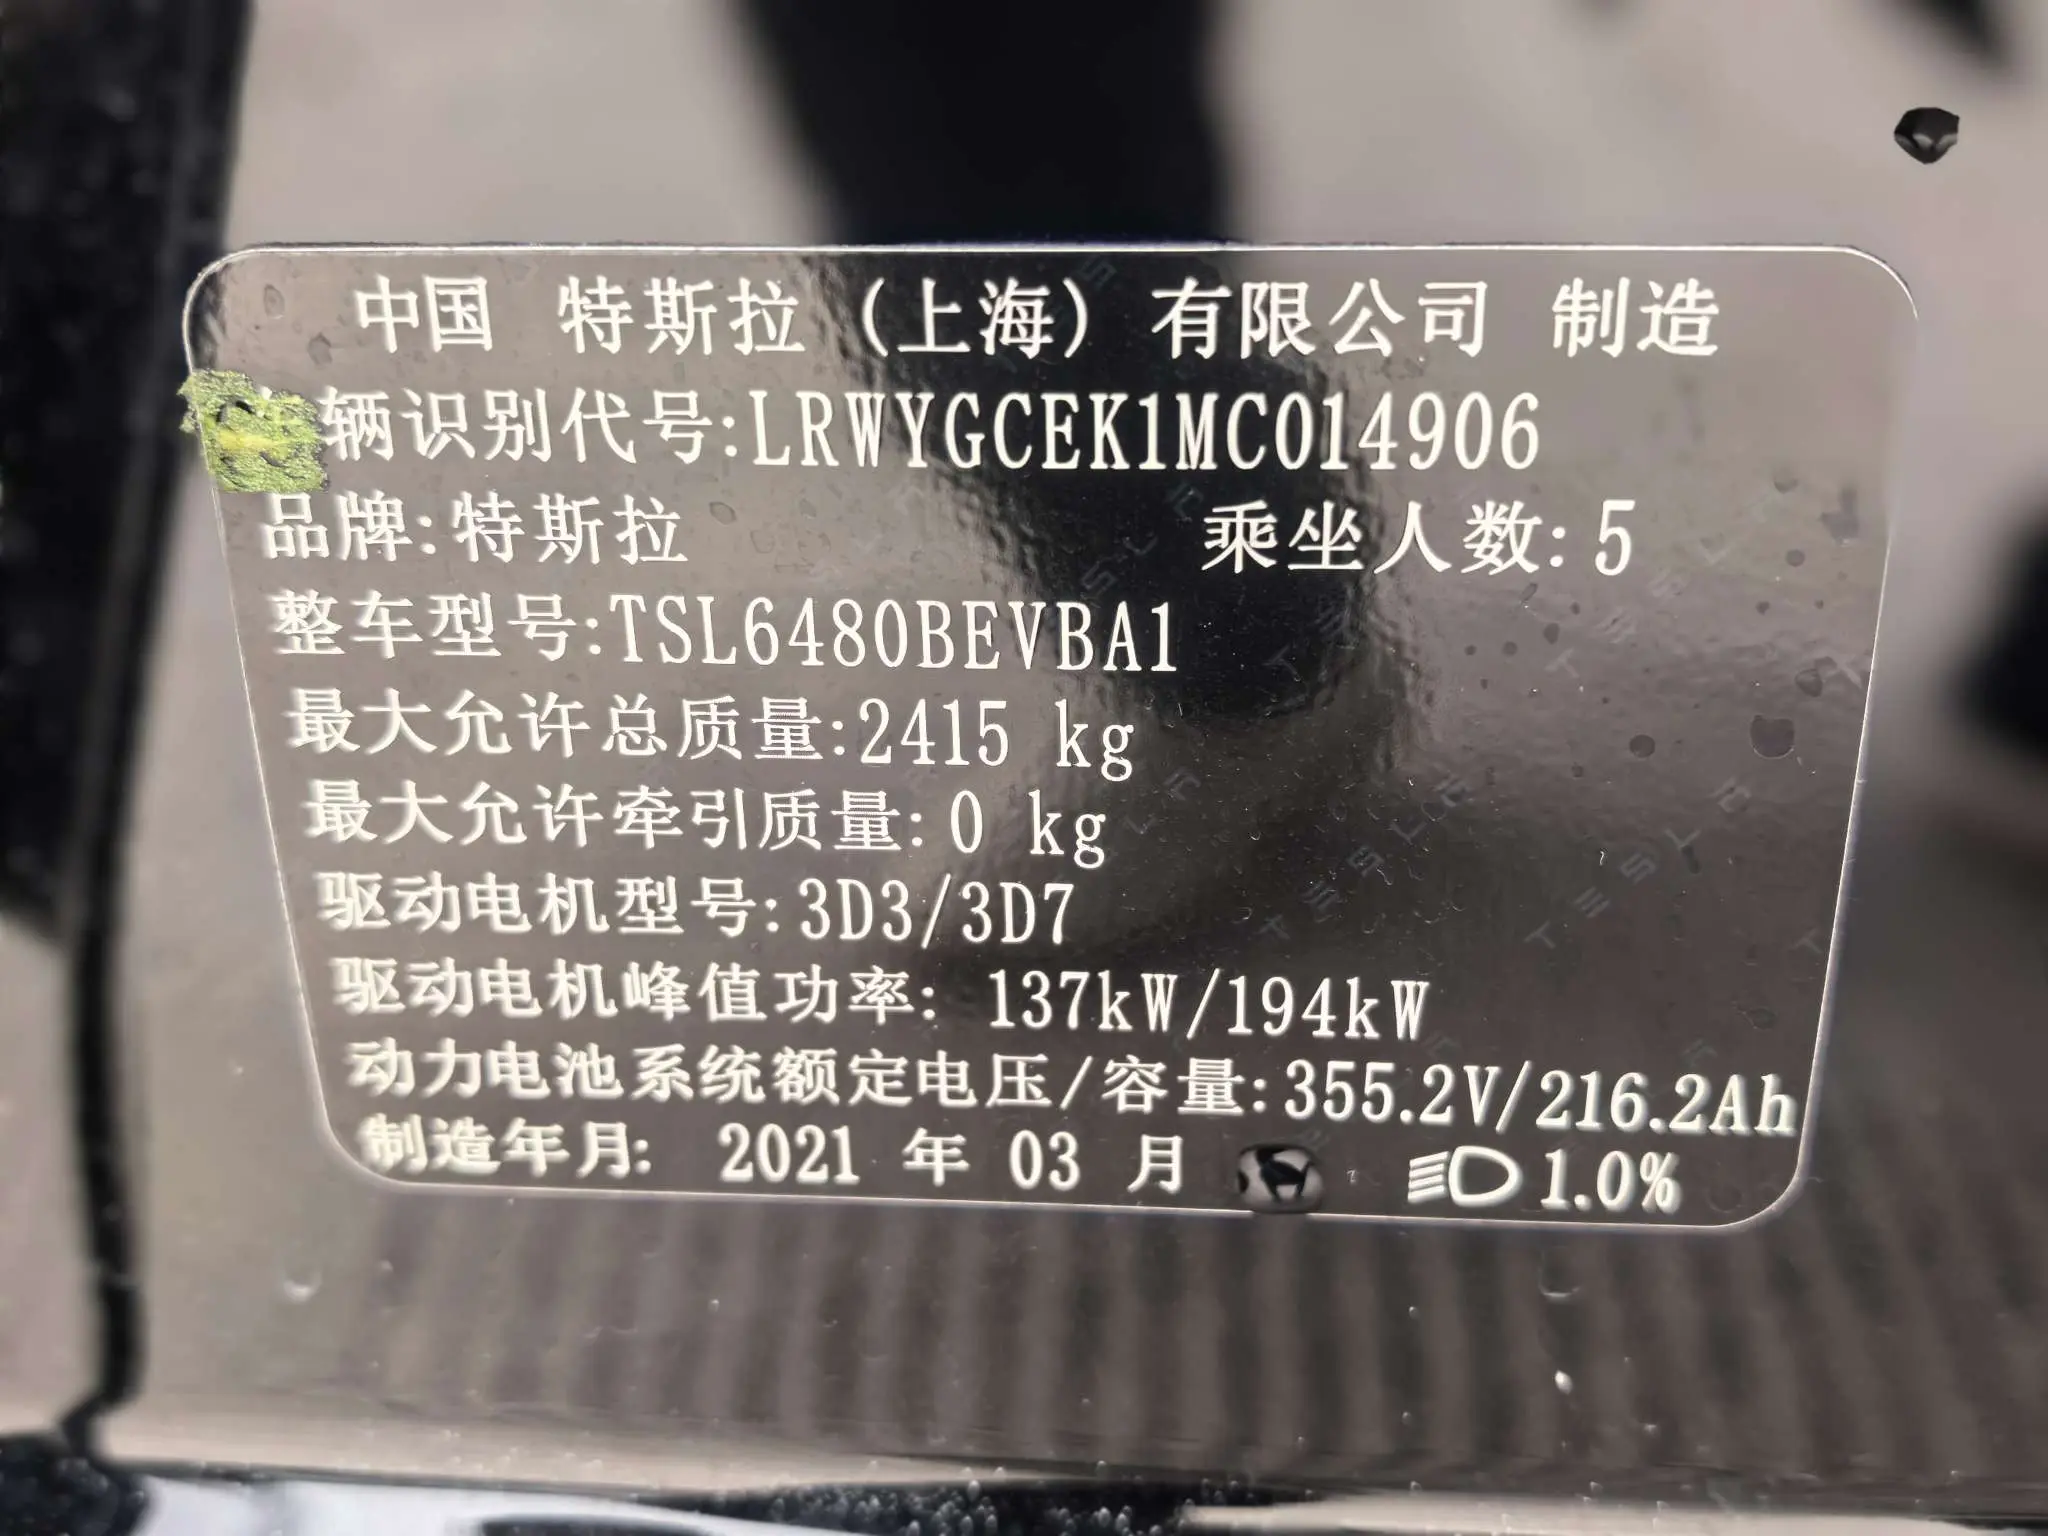 中国 特斯拉（上海）有限公司 制造
辆识别代号:LRWYGCEK1MC014906
品牌:特斯拉 乘坐人数:5
整车型号:TSL6480BEVBA1
最大允许总质量:2415 kg
最大允许牵引质量:0 kg
驱动电机型号:3D3/3D7
驱动电机峰值功率: 137kW/194kW
动力电池系统额定电压/容量:355.2V/216.2Ah
制造年月: 2021 年 03 月 1.0%